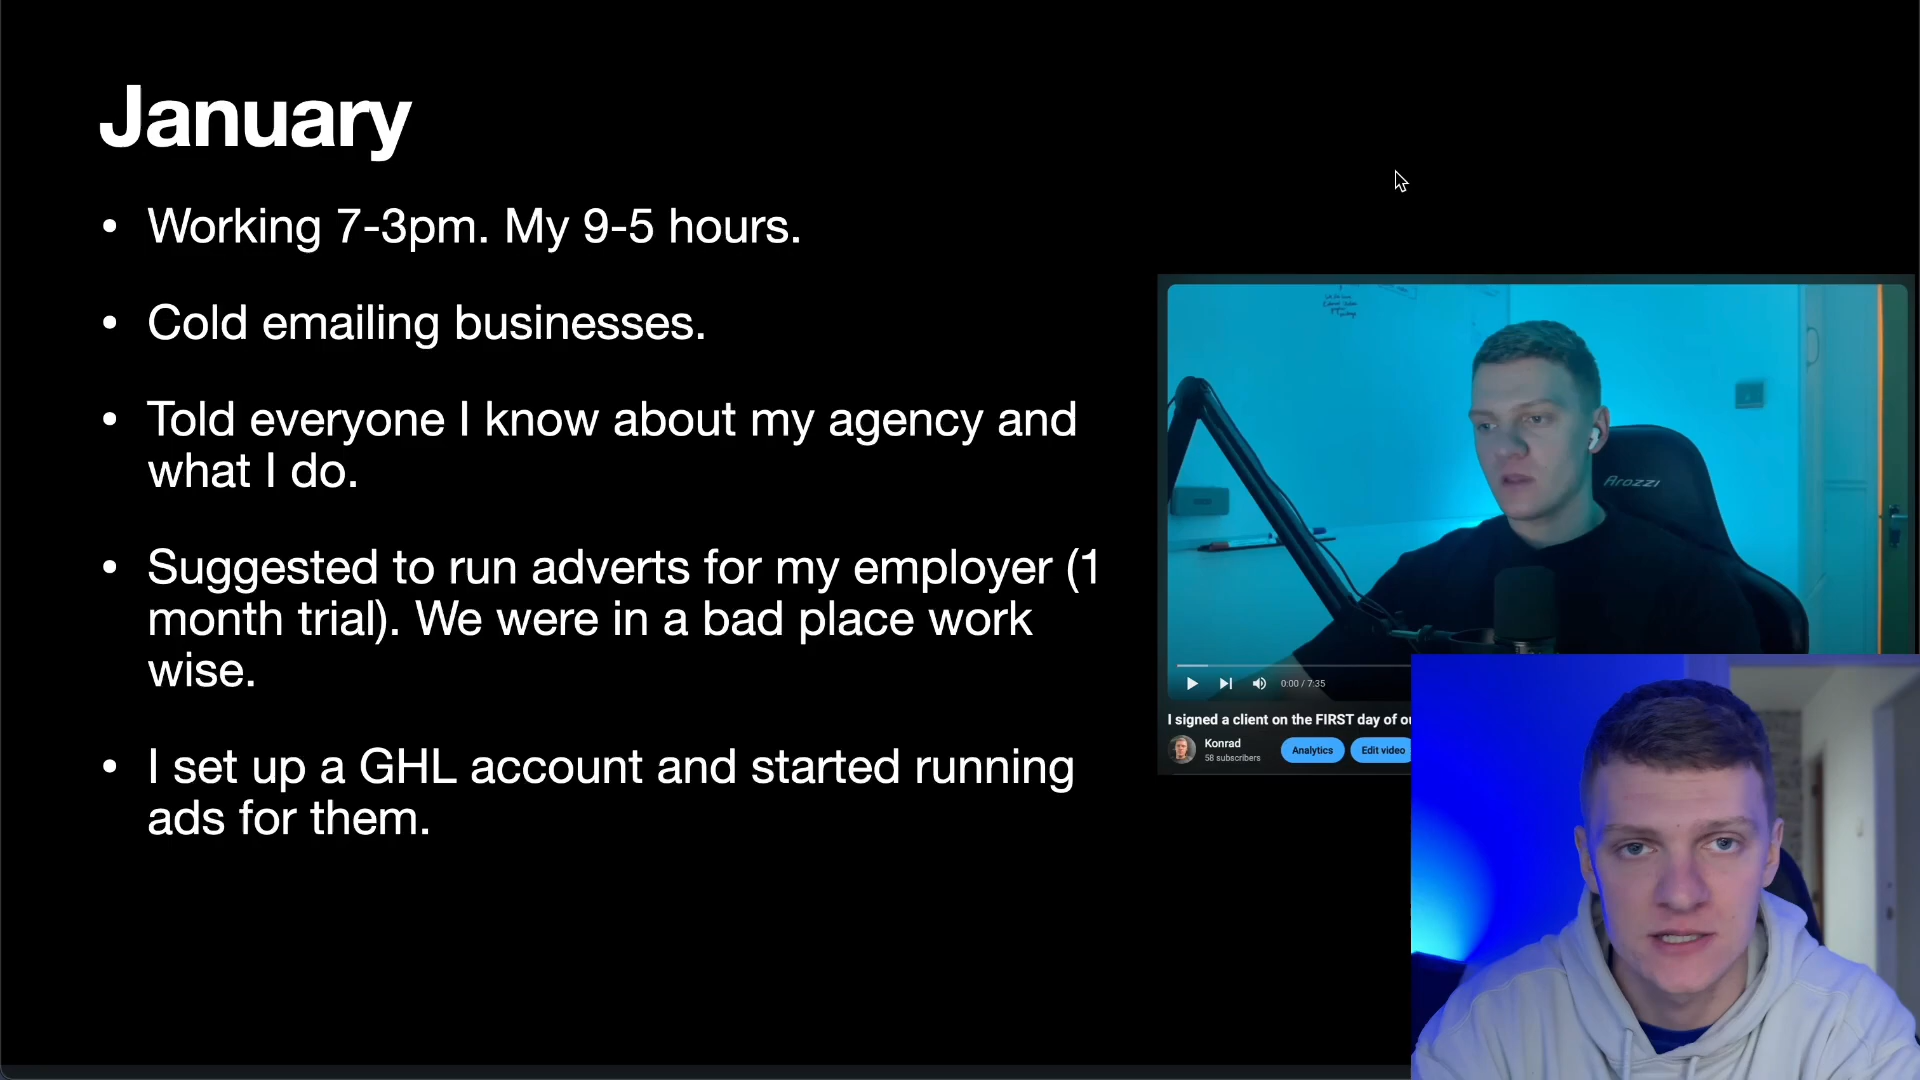 January
• Working 7-3pm. My 9-5 hours.
• Cold emailing businesses.
• Told everyone I know about my agency and
what I do.
• Suggested to run adverts for my employer (1
month trial). We were in a bad place work
wise.
• I set up a GHL account and started running
ads for them.
Arozzi
0:00 / 7:35
I signed a client on the FIRST day of
Konrad
58 subscribers
Analytics
Edit video